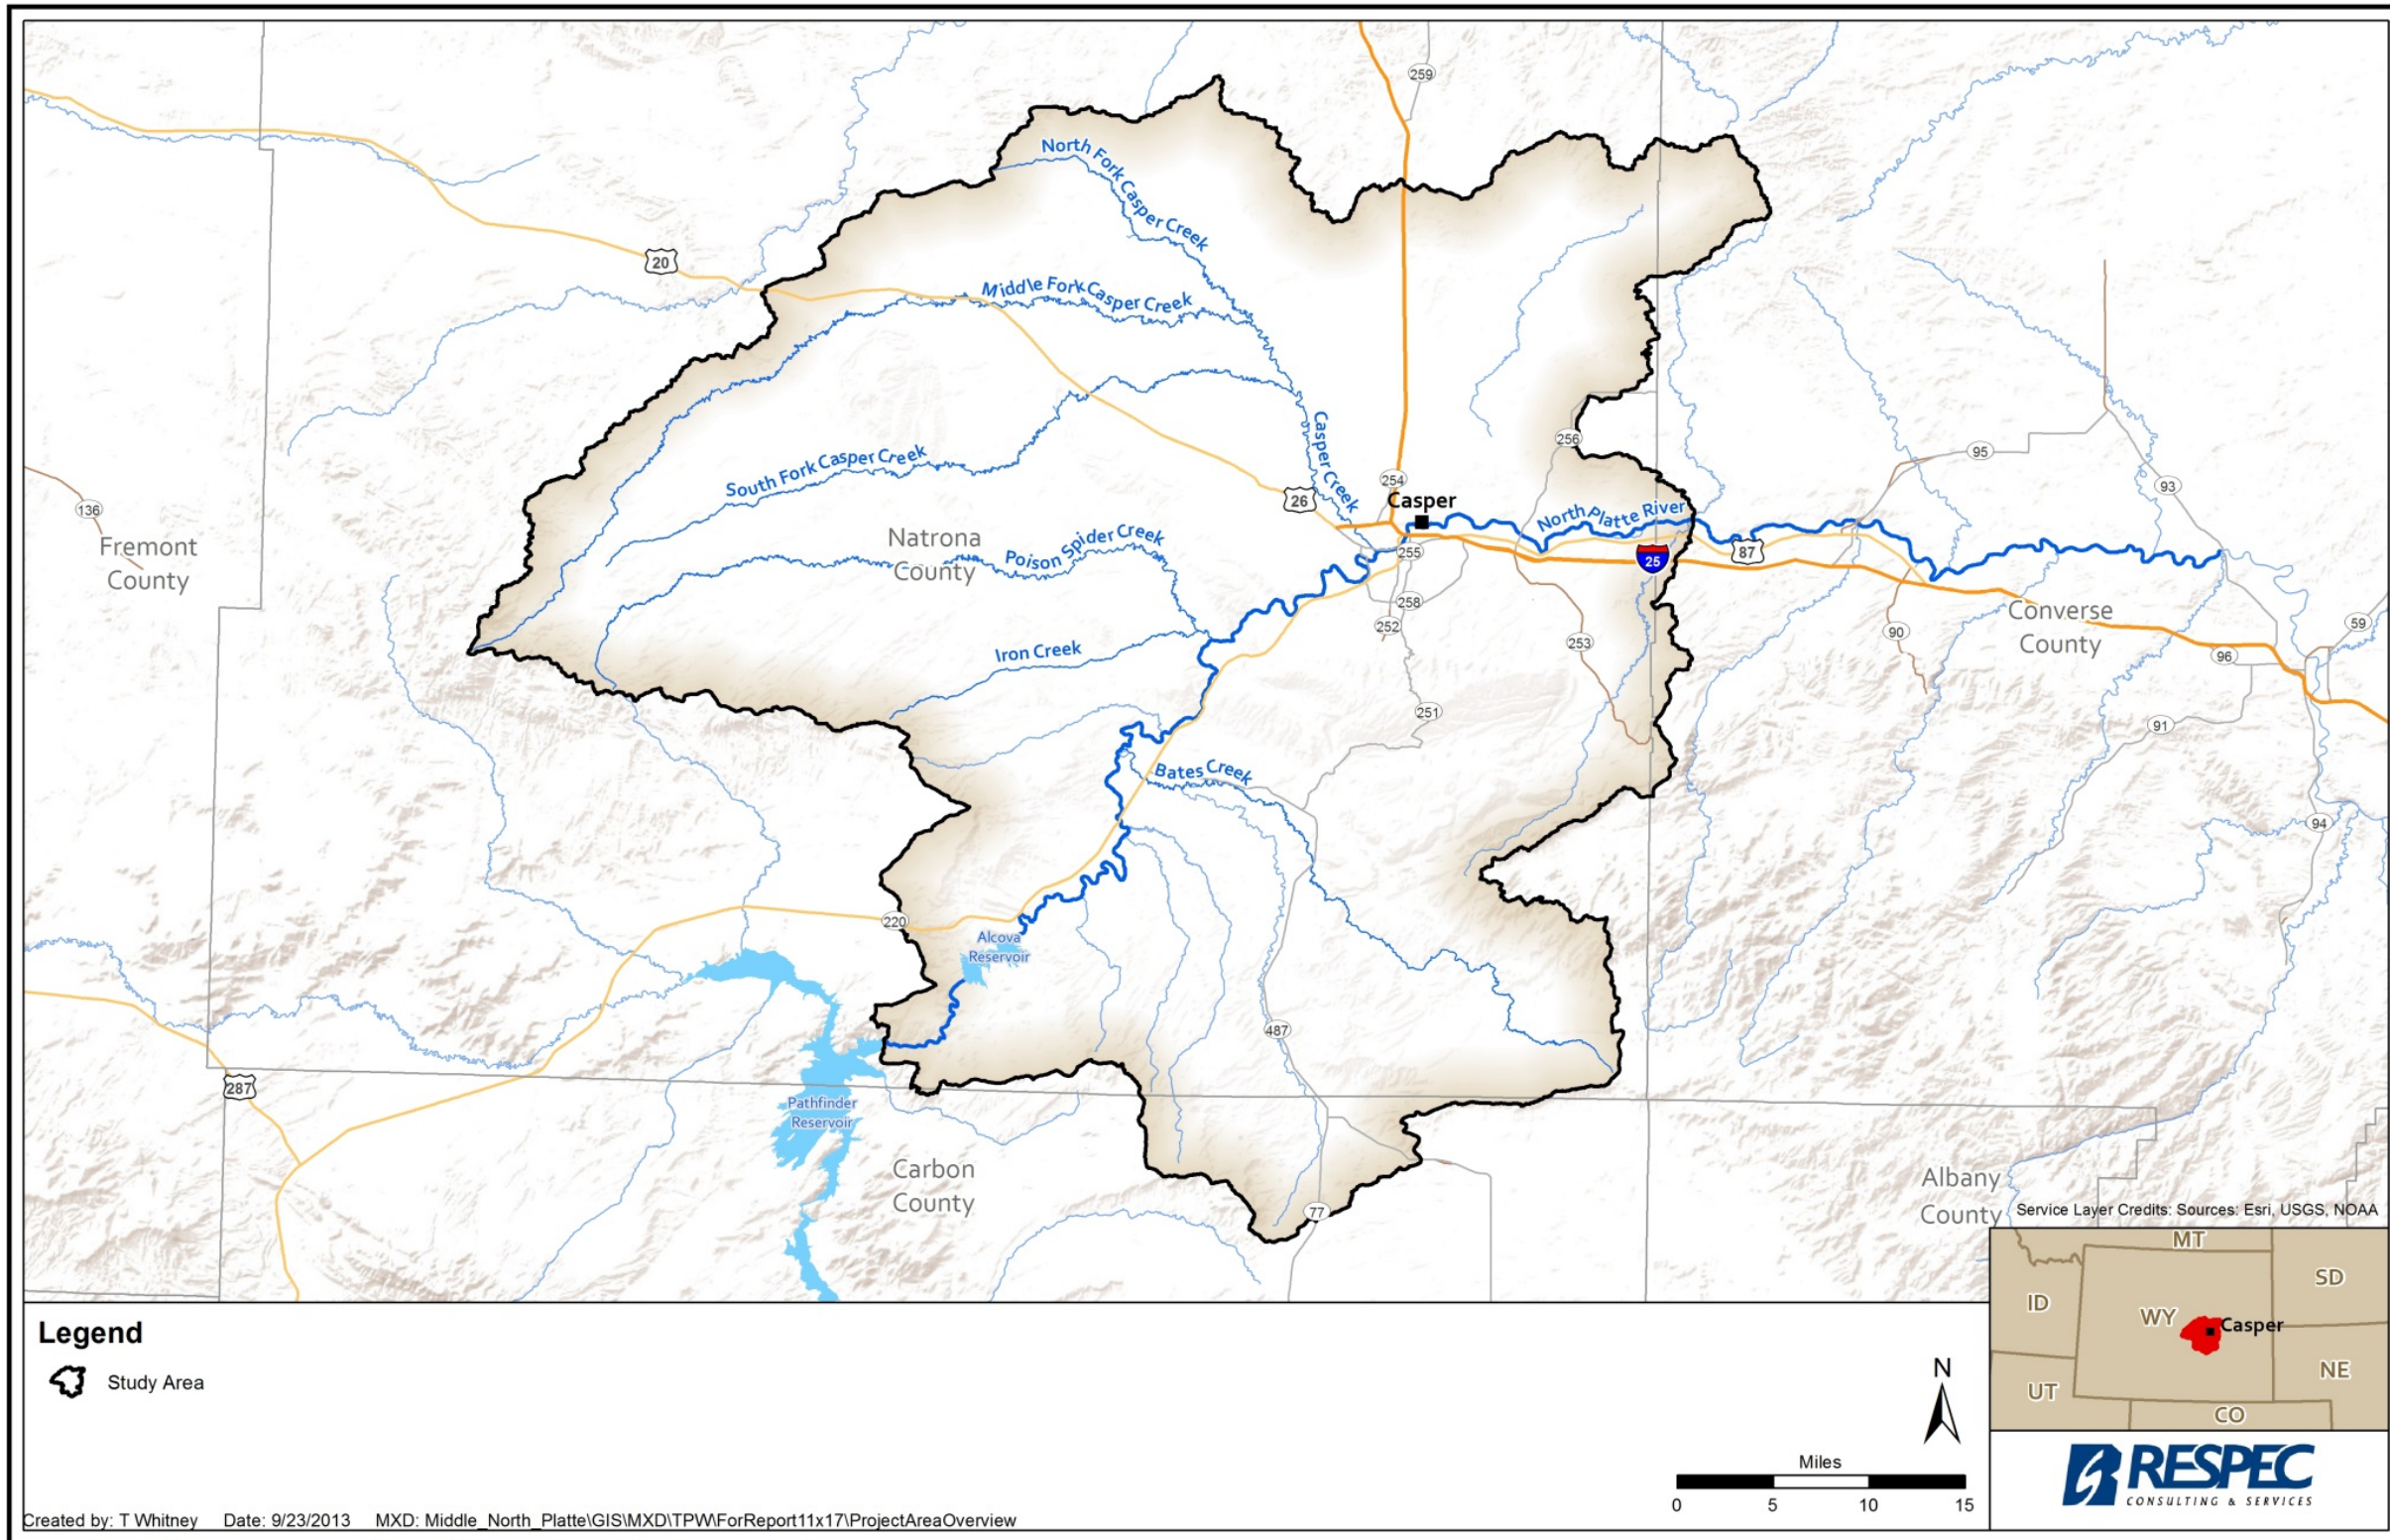 259
North Fork Casper Creek
20
Middle Fork Casper Creek
Casper Creek
South Fork Casper Creek
256
95
93
254
26
Casper
136
North Platte River
87
25
Fremont
County
Natrona
County
Poison Spider Creek
255
258
252
253
Converse
County
59
90
96
Iron Creek
251
91
Bates Creek
94
220
Alcova
Reservoir
487
287
Pathfinder
Reservoir
Carbon
County
77
Albany
County
Service Layer Credits: Sources: Esri, USGS, NOAA
MT
SD
ID
WY
Casper
NE
UT
CO
Legend
Study Area
N
Miles
0 5 10 15
RESPEC
CONSULTING & SERVICES
Created by: T Whitney Date: 9/23/2013 MXD: Middle_North_Platte\GIS\MXD\TPW\ForReport11x17\ProjectAreaOverview